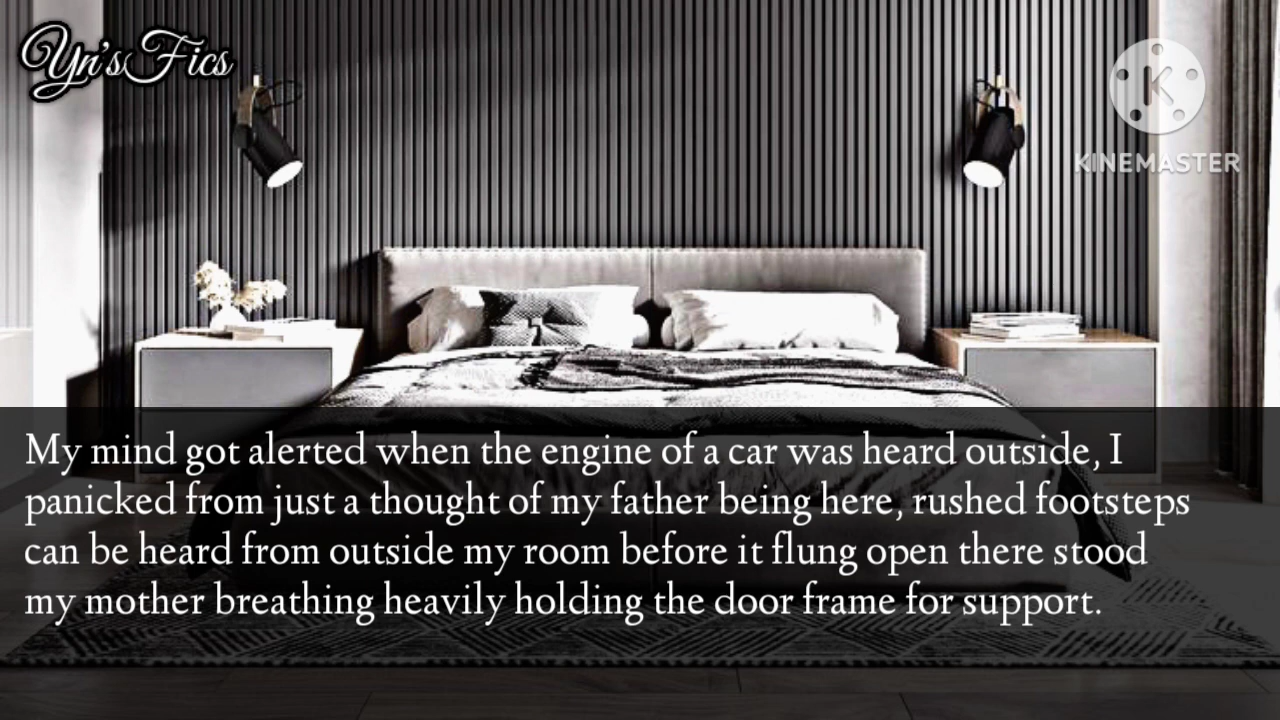 Yn's Fics
KINEMASTER
My mind got alerted when the engine of a car was heard outside, I
panicked from just a thought of my father being here, rushed footsteps
can be heard from outside my room before it flung open there stood
my mother breathing heavily holding the door frame for support.